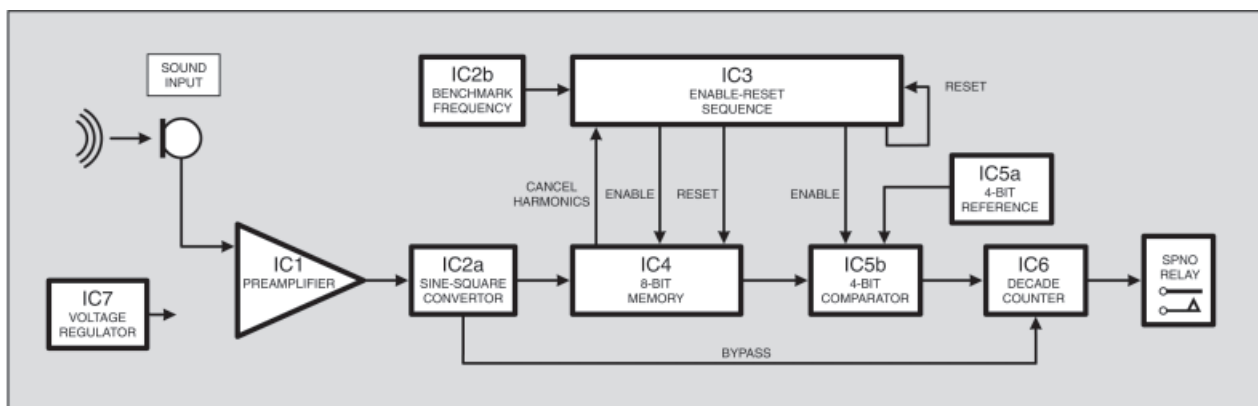 SOUND
INPUT
IC2b
BENCHMARK
FREQUENCY
IC3
ENABLE-RESET
SEQUENCE
RESET
CANCEL
HARMONICS
ENABLE
RESET
ENABLE
IC5a
4-BIT
REFERENCE
IC1
PREAMPLIFIER
IC2a
SINE-SQUARE
CONVERTOR
IC4
8-BIT
MEMORY
IC5b
4-BIT
COMPARATOR
IC6
DECADE
COUNTER
SPNO
RELAY
IC7
VOLTAGE
REGULATOR
BYPASS